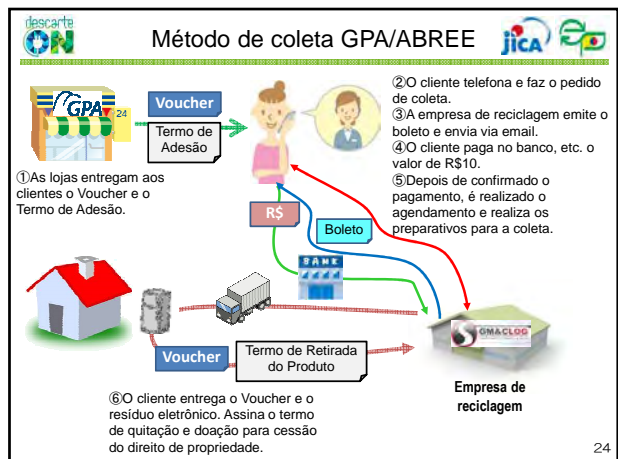 descarte
ON
Método de coleta GPA/ABREE
jica
GPA
24
Voucher
Termo de
Adesão
①As lojas entregam aos
clientes o Voucher e o
Termo de Adesão.
②O cliente telefona e faz o pedido
de coleta.
③A empresa de reciclagem emite o
boleto e envia via email.
④O cliente paga no banco, etc. o
valor de R$10.
⑤Depois de confirmado o
pagamento, é realizado o
agendamento e realiza os
preparativos para a coleta.
R$
Boleto
BANK
GM&CLOG
Voucher
Termo de Retirada
do Produto
Empresa de
reciclagem
⑥O cliente entrega o Voucher e o
resíduo eletrônico. Assina o termo
de quitação e doação para cessão
do direito de propriedade.
24